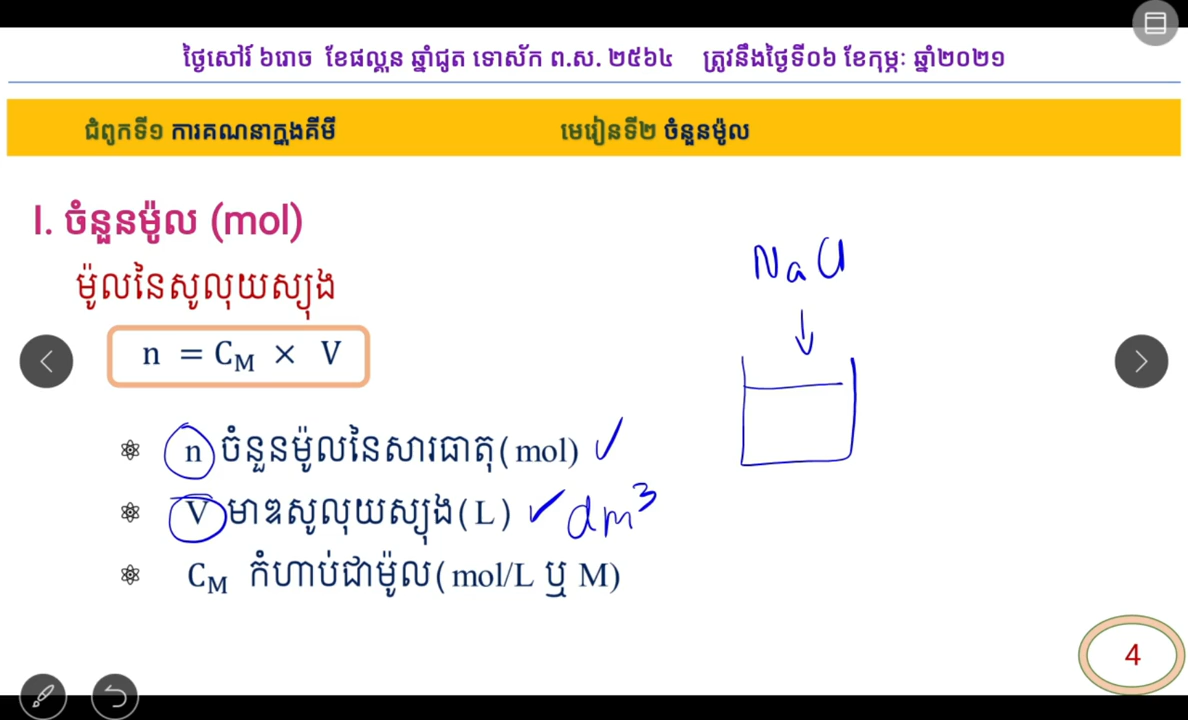 ថ្ងៃសៅរ៍ ៦រោច ខែផល្គុន ឆ្នាំជូត ទោស័ក ព.ស. ២៥៦៤ ត្រូវនឹងថ្ងៃទី០៦ ខែកុម្ភៈ ឆ្នាំ២០២១
ជំពូកទី១ ការគណនាក្នុងគីមី មេរៀនទី២ ចំនួនម៉ូល
I. ចំនួនម៉ូល (mol)
ម៉ូលនៃសូលុយស្យុង
n = C_M × V
n ចំនួនម៉ូលនៃសារធាតុ(mol) ✓
V មាឌសូលុយស្យុង(L) ✓ dm³
C_M កំហាប់ជាម៉ូល(mol/L ឬ M)
NaCl
4